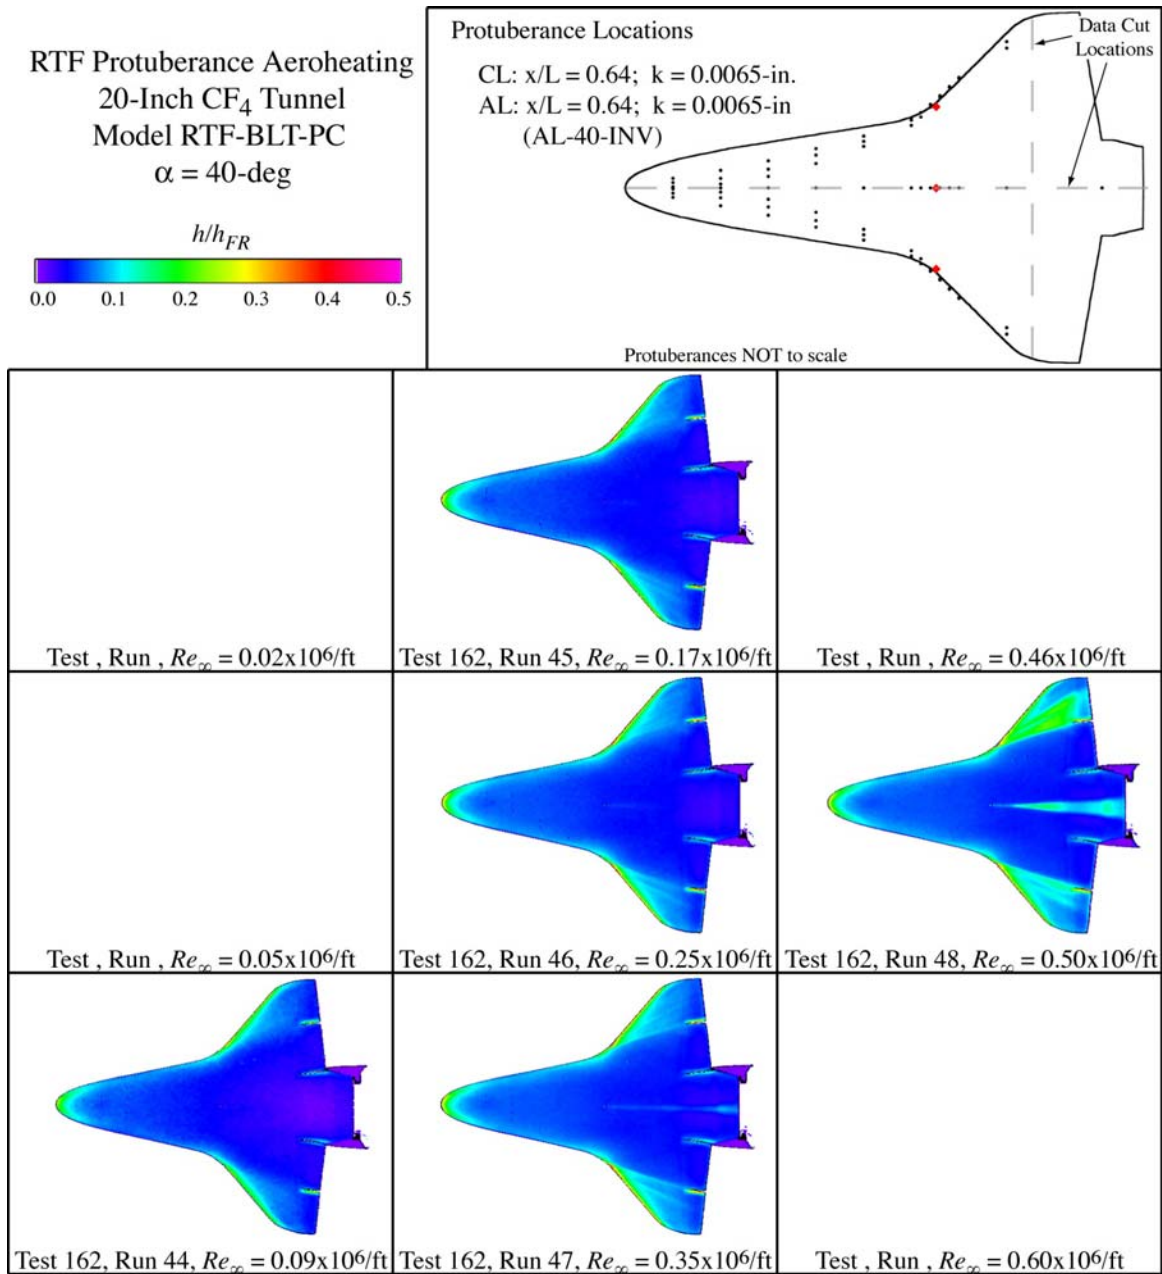 RTF Protuberance Aeroheating
20-Inch CF₄ Tunnel
Model RTF-BLT-PC
α = 40-deg
h/h_FR
0.0 0.1 0.2 0.3 0.4 0.5
Protuberance Locations
CL: x/L = 0.64; k = 0.0065-in.
AL: x/L = 0.64; k = 0.0065-in
(AL-40-INV)
Data Cut
Locations
Protuberances NOT to scale
Test , Run , Re∞ = 0.02x10⁶/ft
Test 162, Run 45, Re∞ = 0.17x10⁶/ft
Test , Run , Re∞ = 0.46x10⁶/ft
Test , Run , Re∞ = 0.05x10⁶/ft
Test 162, Run 46, Re∞ = 0.25x10⁶/ft
Test 162, Run 48, Re∞ = 0.50x10⁶/ft
Test 162, Run 44, Re∞ = 0.09x10⁶/ft
Test 162, Run 47, Re∞ = 0.35x10⁶/ft
Test , Run , Re∞ = 0.60x10⁶/ft